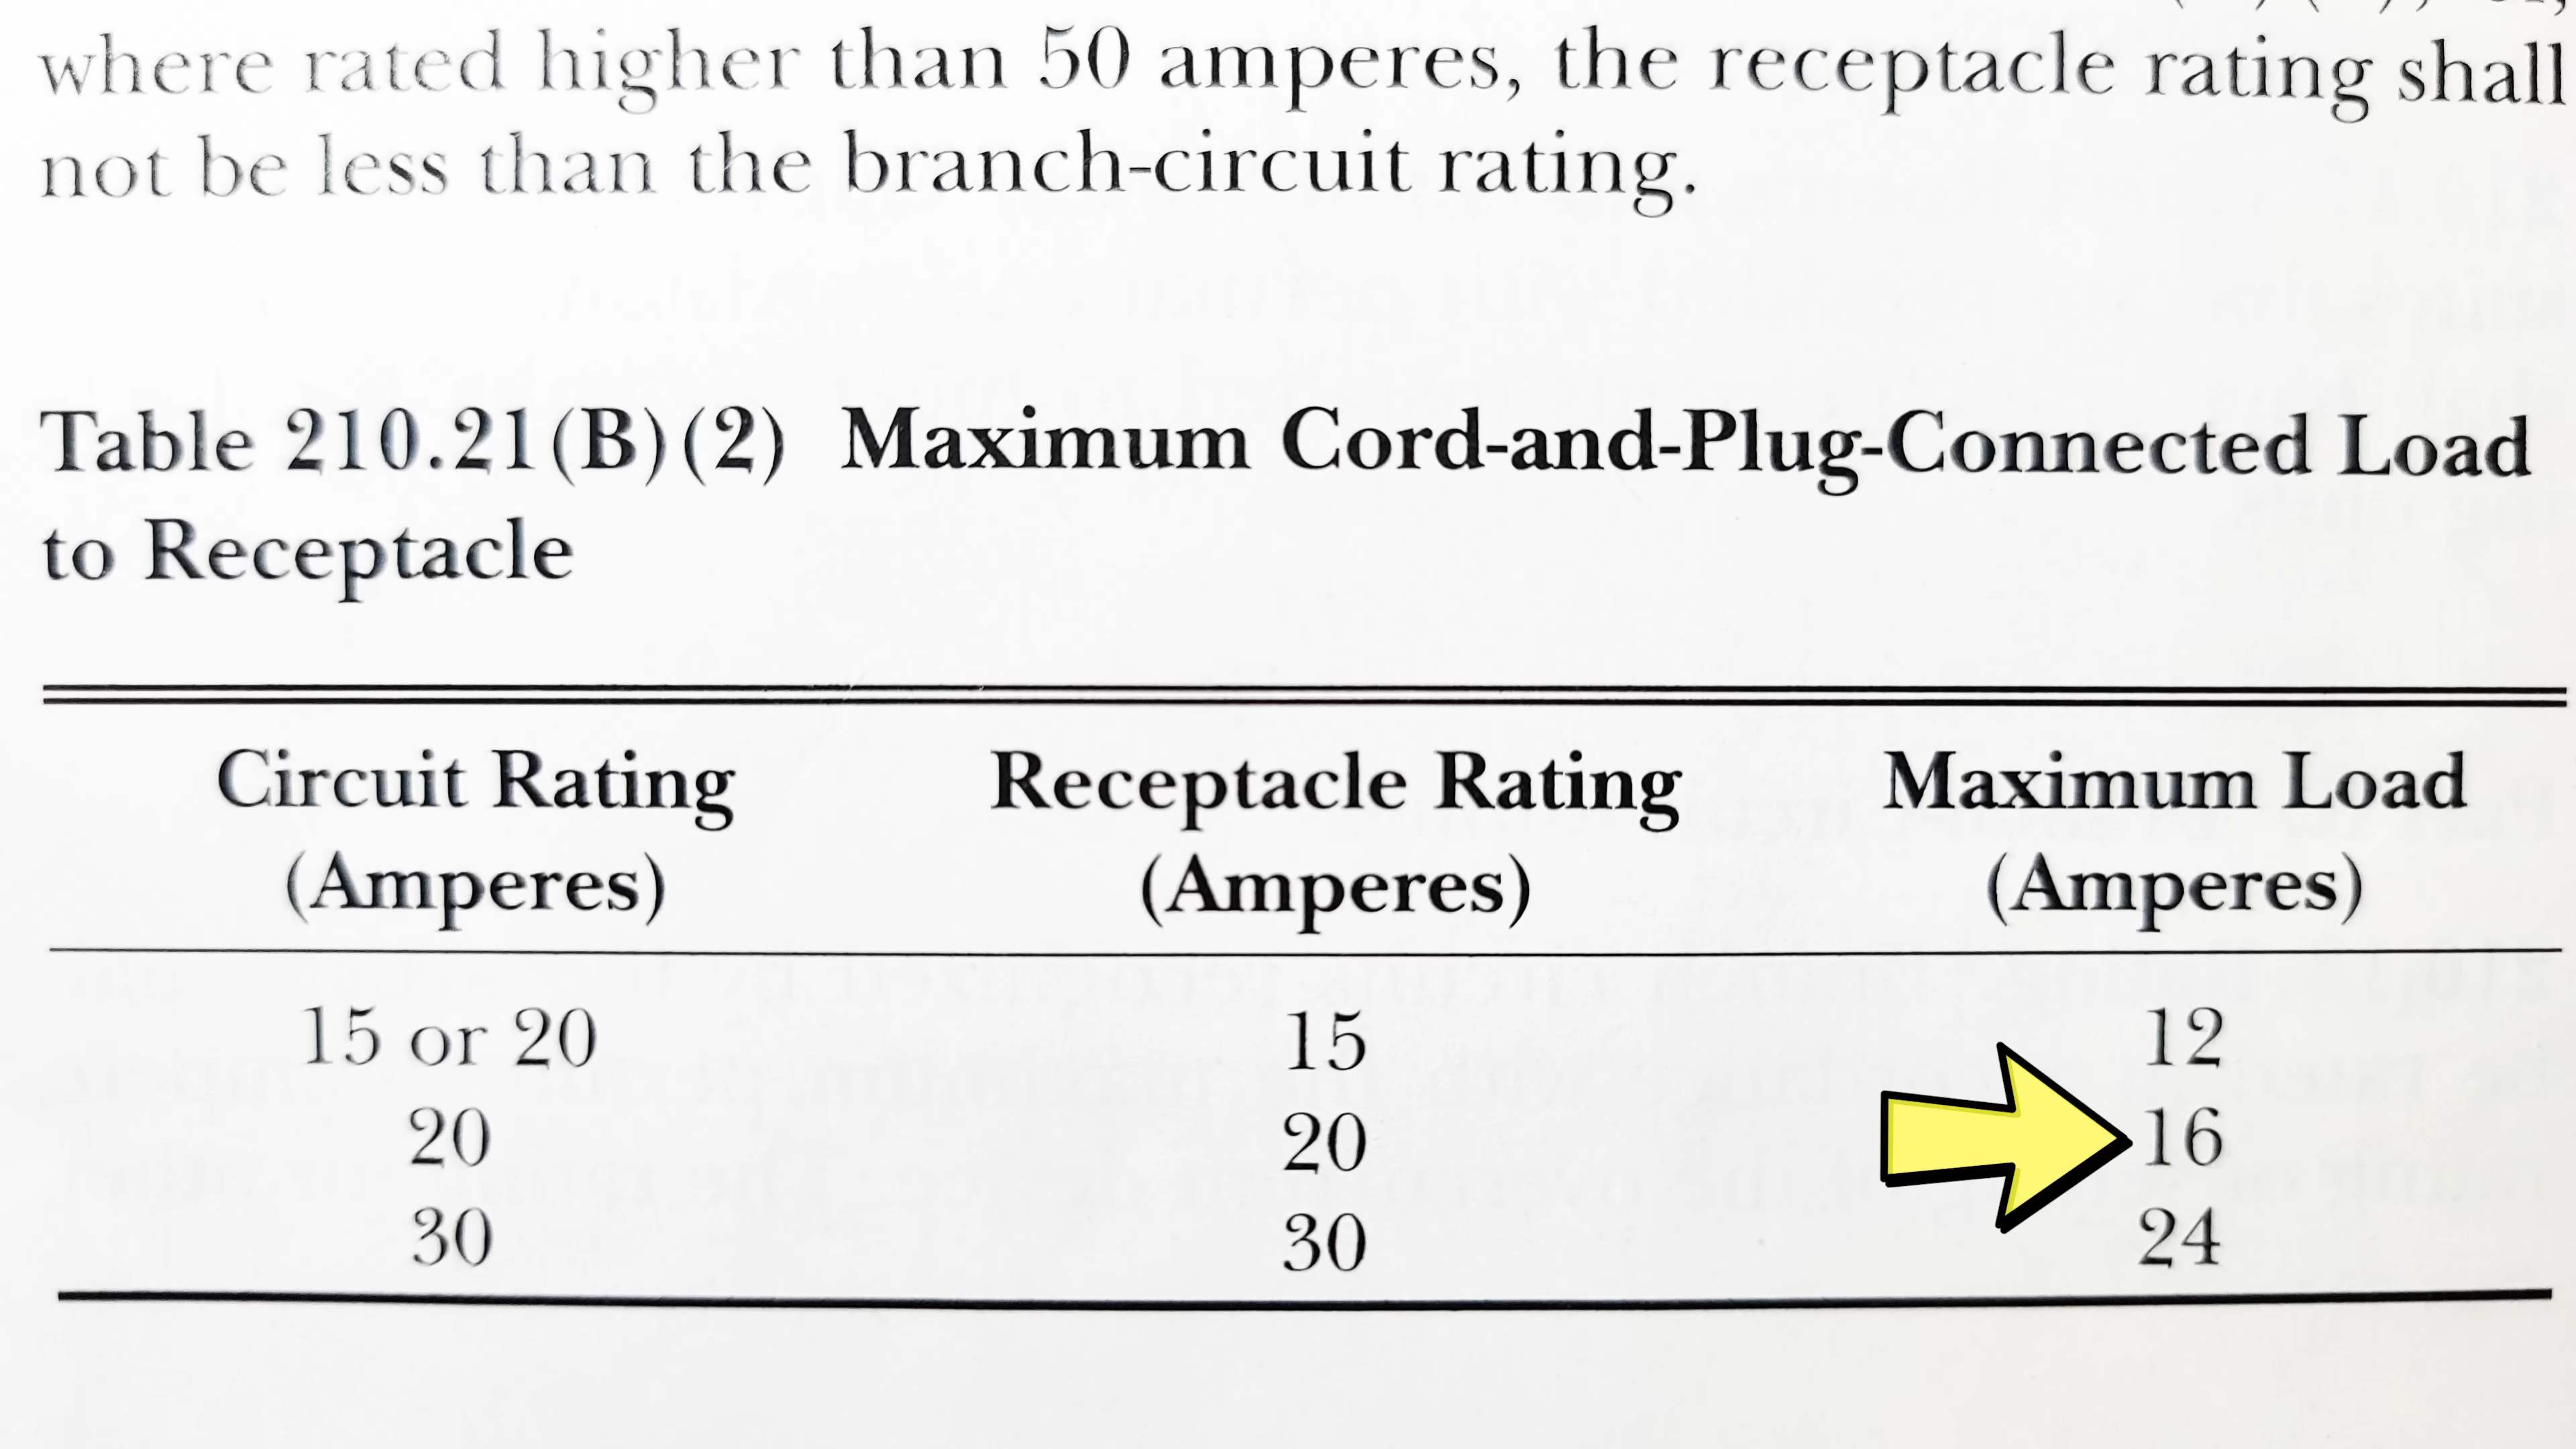 where rated higher than 50 amperes, the receptacle rating shall
not be less than the branch-circuit rating.
Table 210.21(B)(2) Maximum Cord-and-Plug-Connected Load
to Receptacle
Circuit Rating (Amperes) Receptacle Rating (Amperes) Maximum Load (Amperes)
15 or 20 15 12
20 20 16
30 30 24